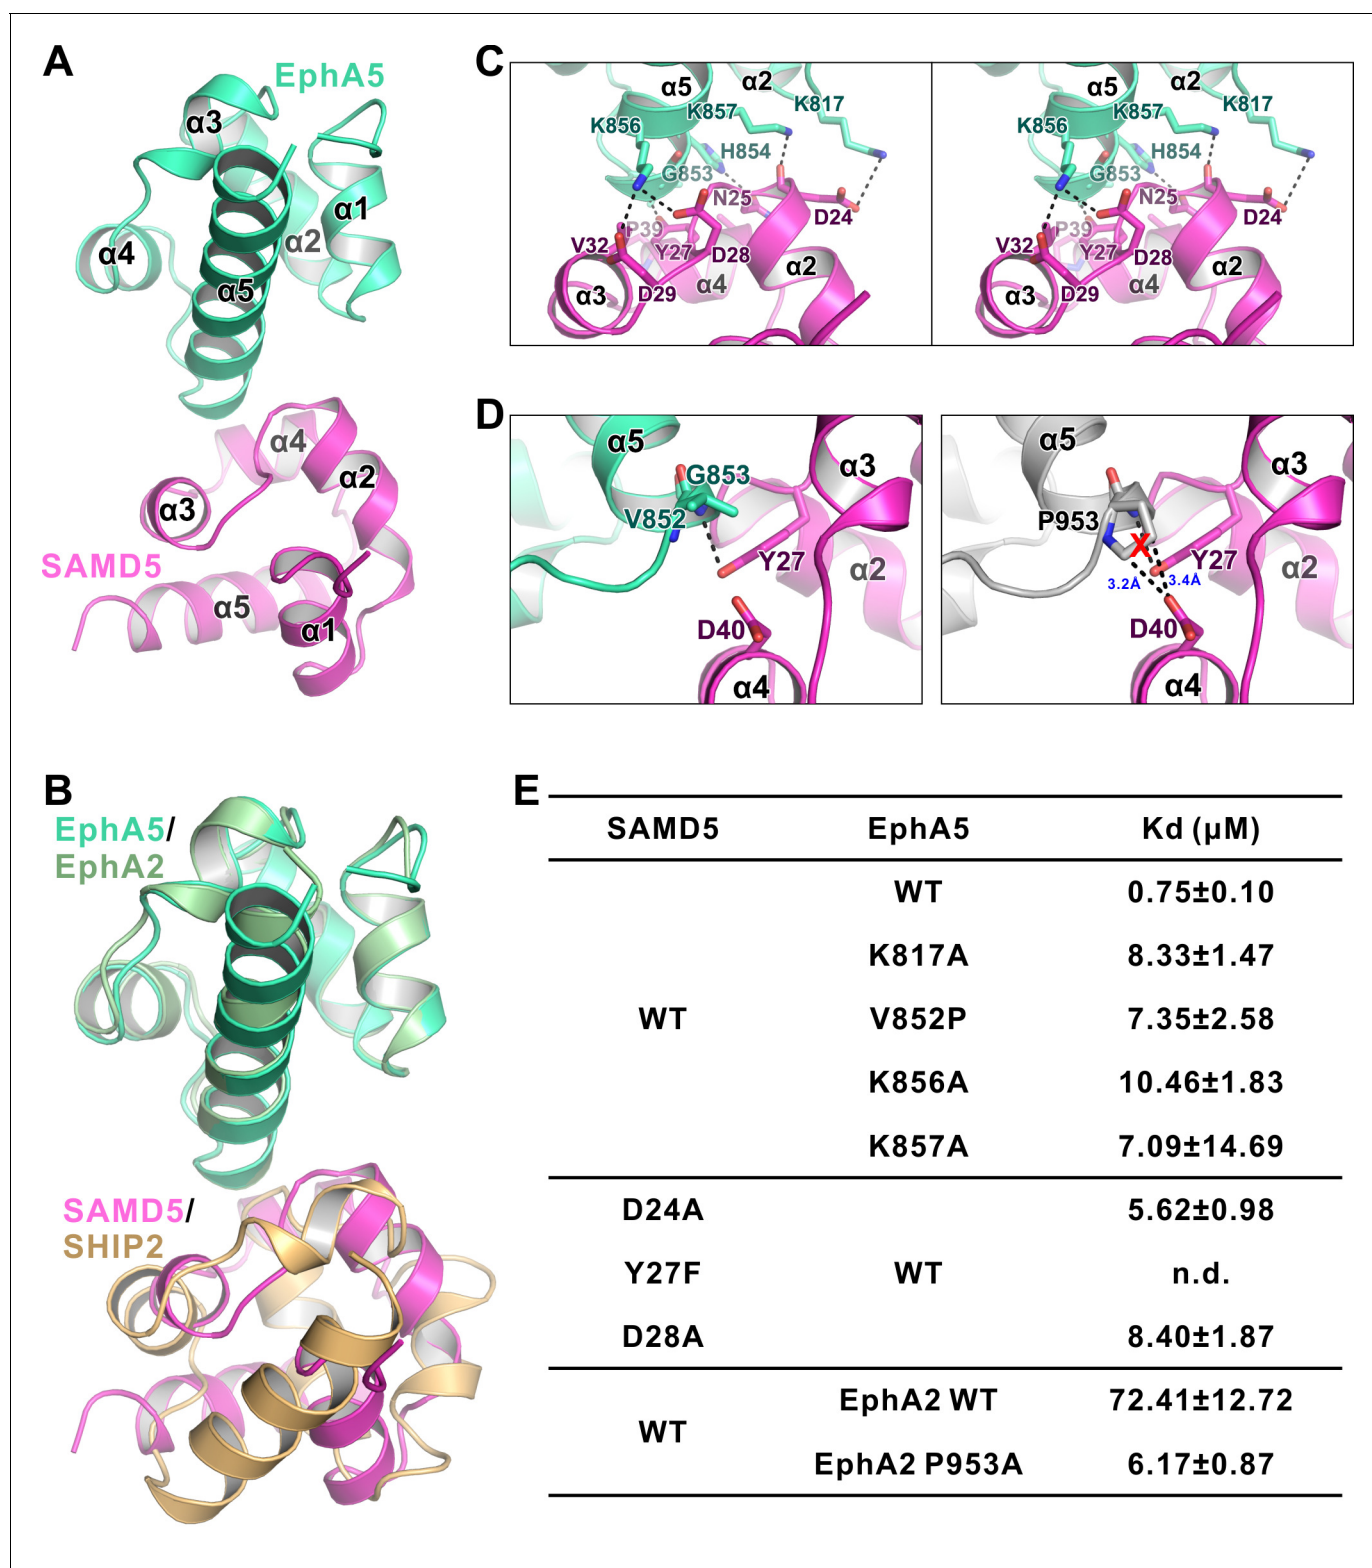 A
EphA5
α3
α1
α2
α4
α5
α4
α2
α3
SAMD5
α5
α1
B
EphA5/
EphA2
SAMD5/
SHIP2
C
α5
α2
K817
K857
K856
H854
G853
N25
D24
P39
V32
Y27
D28
α2
α4
α3
D29
α5
α2
K817
K857
K856
H854
G853
N25
D24
P39
V32
Y27
D28
α2
α4
α3
D29
D
α5
α3
G853
V852
Y27
α2
D40
α4
α5
α3
P953
X
Y27
3.2Å
3.4Å
α2
D40
α4
E
SAMD5 EphA5 Kd (μM)
WT 0.75±0.10
K817A 8.33±1.47
WT V852P 7.35±2.58
K856A 10.46±1.83
K857A 7.09±14.69
D24A 5.62±0.98
Y27F WT n.d.
D28A 8.40±1.87
EphA2 WT 72.41±12.72
WT
EphA2 P953A 6.17±0.87